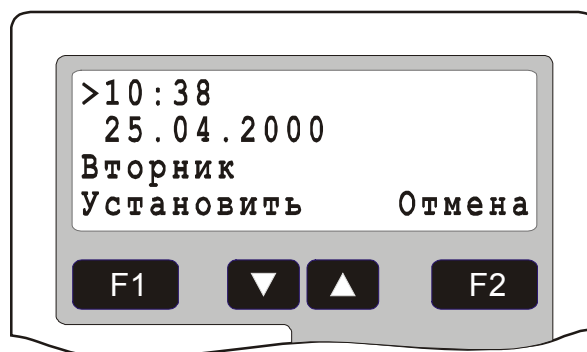 >10:38
25.04.2000
Вторник
Установить Отмена
F1 ▼ ▲ F2